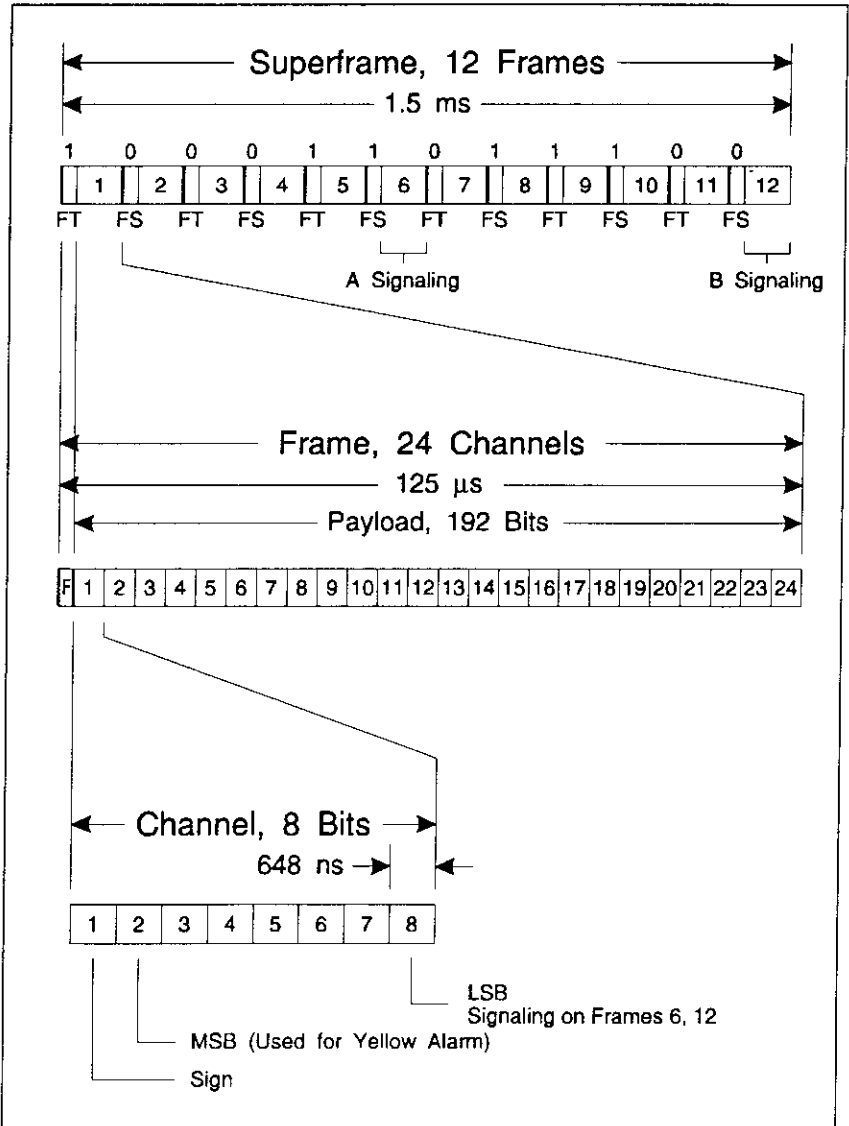 Superframe, 12 Frames
1.5 ms
1 0 0 0 1 1 0 1 1 1 0 0
1 2 3 4 5 6 7 8 9 10 11 12
FT FS FT FS FT FS FT FS FT FS FT FS
A Signaling B Signaling
Frame, 24 Channels
125 µs
Payload, 192 Bits
F 1 2 3 4 5 6 7 8 9 10 11 12 13 14 15 16 17 18 19 20 21 22 23 24
Channel, 8 Bits
648 ns
1 2 3 4 5 6 7 8
LSB
Signaling on Frames 6, 12
MSB (Used for Yellow Alarm)
Sign